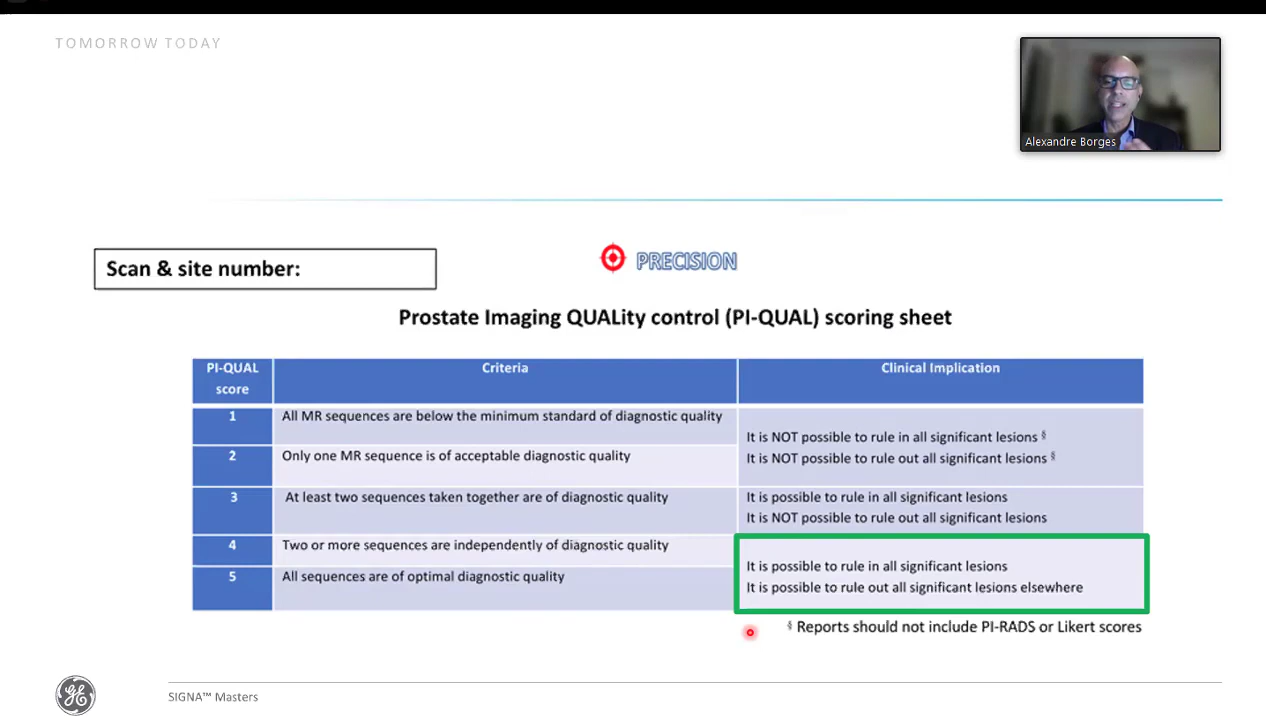 TOMORROW TODAY
Alexandre Borges
Scan & site number:
PRECISION
Prostate Imaging QUALity control (PI-QUAL) scoring sheet
PI-QUAL score
Criteria
Clinical Implication
1
All MR sequences are below the minimum standard of diagnostic quality
It is NOT possible to rule in all significant lesions §
It is NOT possible to rule out all significant lesions §
2
Only one MR sequence is of acceptable diagnostic quality
3
At least two sequences taken together are of diagnostic quality
It is possible to rule in all significant lesions
It is NOT possible to rule out all significant lesions
4
Two or more sequences are independently of diagnostic quality
It is possible to rule in all significant lesions
It is possible to rule out all significant lesions elsewhere
5
All sequences are of optimal diagnostic quality
§ Reports should not include PI-RADS or Likert scores
GE
SIGNA™ Masters